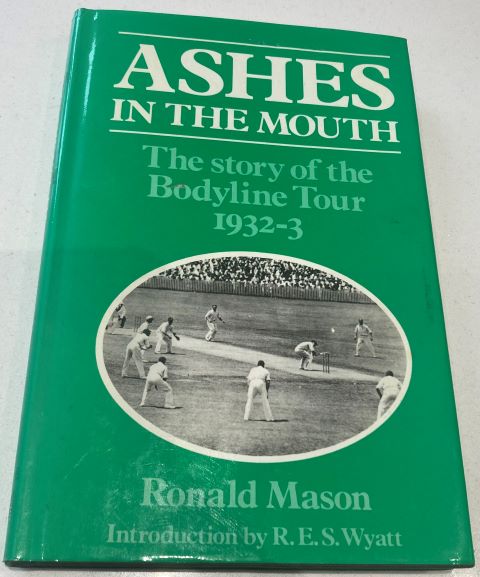 ASHES
IN THE MOUTH
The story of the
Bodyline Tour
1932-3
Ronald Mason
Introduction by R.E.S. Wyatt